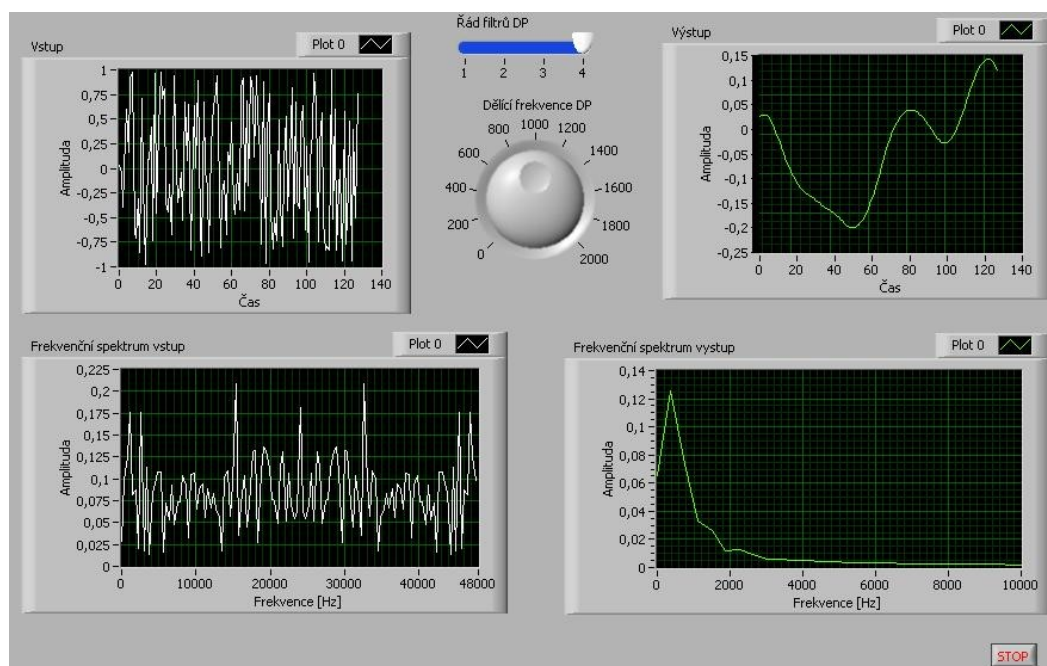 Řád filtrů DP
1 2 3 4
Dělící frekvence DP
0 200 400 600 800 1000 1200 1400 1600 1800 2000
Vstup
Plot 0
Amplituda
1
0,75
0,5
0,25
0
-0,25
-0,5
-0,75
-1
0 20 40 60 80 100 120 140
Čas
Výstup
Plot 0
Amplituda
0,15
0,1
0,05
0
-0,05
-0,1
-0,15
-0,2
-0,25
0 20 40 60 80 100 120 140
Čas
Frekvenční spektrum vstup
Plot 0
Amplituda
0,225
0,2
0,175
0,15
0,125
0,1
0,075
0,05
0,025
0
0 10000 20000 30000 40000 48000
Frekvence [Hz]
Frekvenční spektrum vystup
Plot 0
Amplituda
0,14
0,12
0,1
0,08
0,06
0,04
0,02
0
0 2000 4000 6000 8000 10000
Frekvence [Hz]
STOP